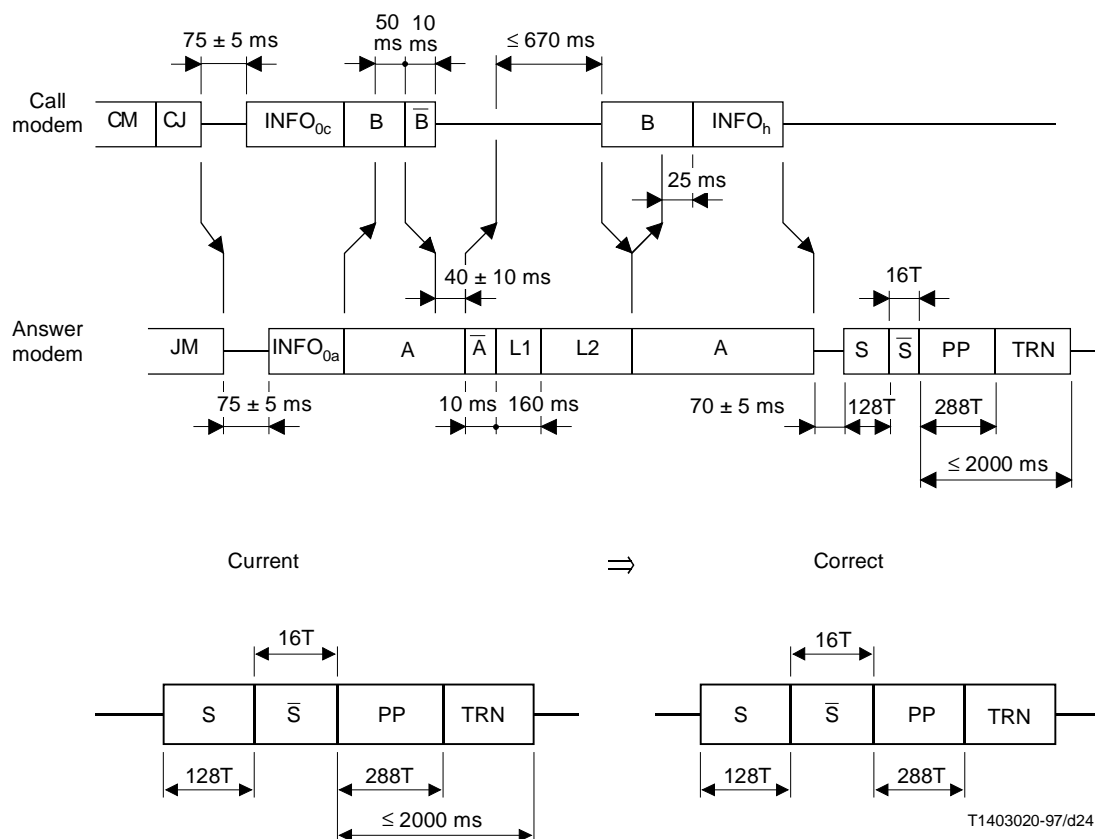 75 ± 5 ms
50 ms
10 ms
≤ 670 ms
Call modem
CM
CJ
INFO0c
B
B̅
B
INFOh
25 ms
40 ± 10 ms
16T
Answer modem
JM
INFO0a
A
A̅
L1
L2
A
S
S̅
PP
TRN
75 ± 5 ms
10 ms
160 ms
70 ± 5 ms
128T
288T
≤ 2000 ms
Current
⇒
Correct
16T
16T
S
S̅
PP
TRN
S
S̅
PP
TRN
128T
288T
128T
288T
≤ 2000 ms
T1403020-97/d24